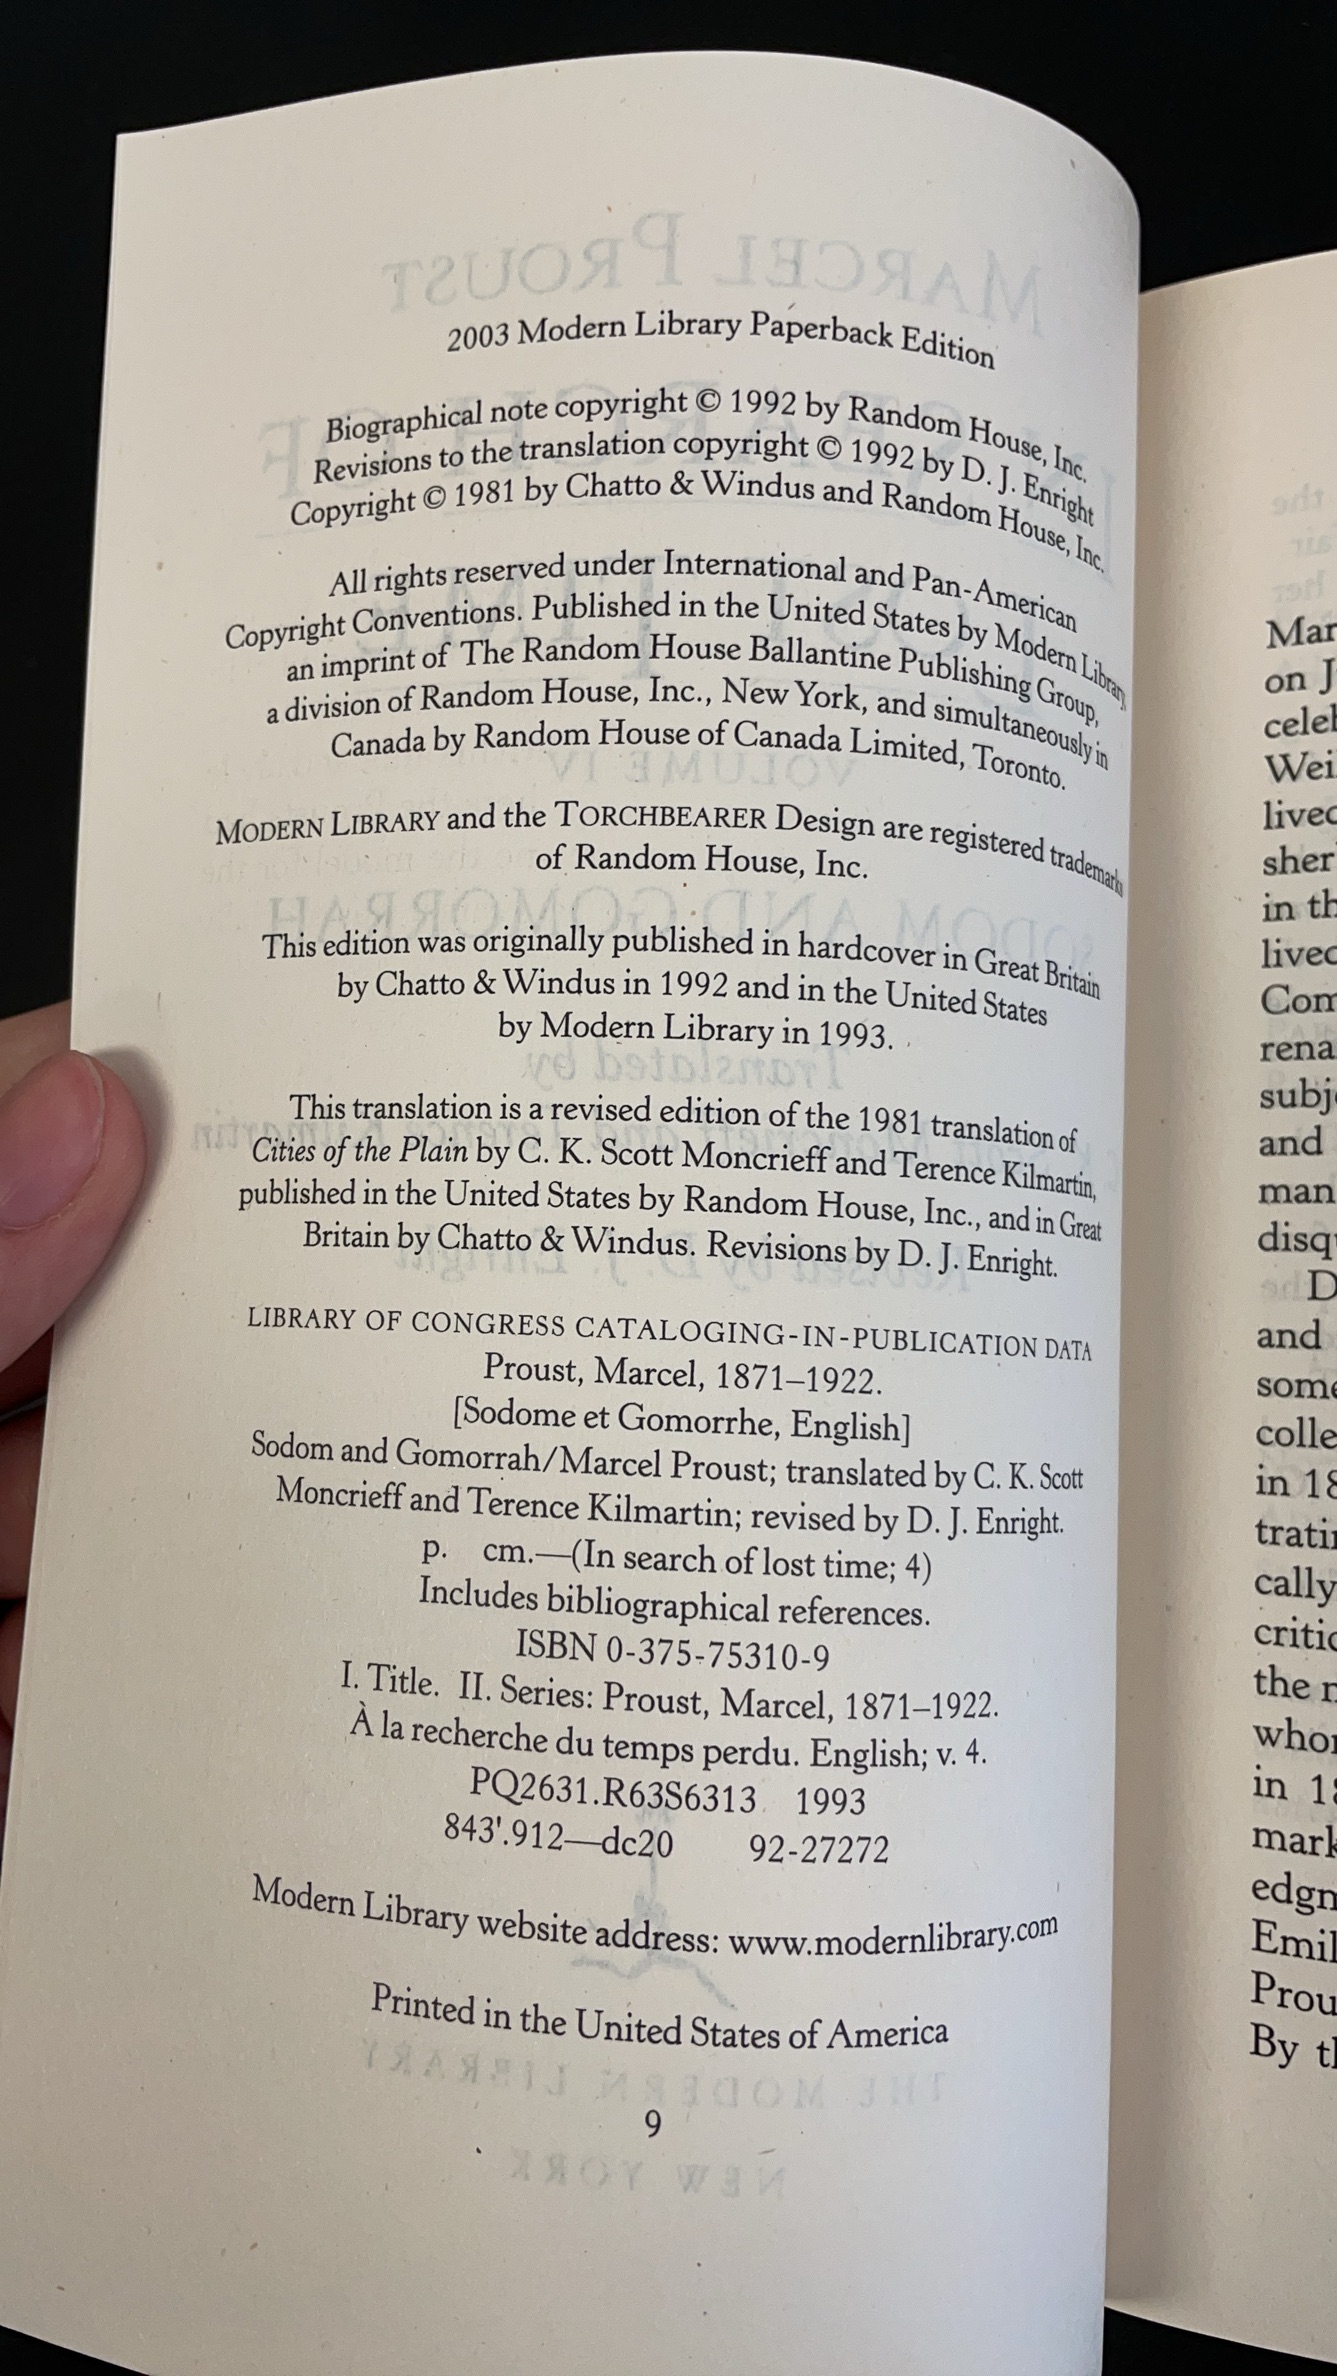 2003 Modern Library Paperback Edition
Biographical note copyright © 1992 by Random House, Inc.
Revisions to the translation copyright © 1992 by D. J. Enright
Copyright © 1981 by Chatto & Windus and Random House, Inc.
All rights reserved under International and Pan-American
Copyright Conventions. Published in the United States by Modern Library,
an imprint of The Random House Ballantine Publishing Group,
a division of Random House, Inc., New York, and simultaneously in
Canada by Random House of Canada Limited, Toronto.
MODERN LIBRARY and the TORCHBEARER Design are registered trademarks
of Random House, Inc.
This edition was originally published in hardcover in Great Britain
by Chatto & Windus in 1992 and in the United States
by Modern Library in 1993.
This translation is a revised edition of the 1981 translation of
Cities of the Plain by C. K. Scott Moncrieff and Terence Kilmartin,
published in the United States by Random House, Inc., and in Great
Britain by Chatto & Windus. Revisions by D. J. Enright.
LIBRARY OF CONGRESS CATALOGING-IN-PUBLICATION DATA
Proust, Marcel, 1871–1922.
[Sodome et Gomorrhe, English]
Sodom and Gomorrah/Marcel Proust; translated by C. K. Scott
Moncrieff and Terence Kilmartin; revised by D. J. Enright.
p. cm.—(In search of lost time; 4)
Includes bibliographical references.
ISBN 0-375-75310-9
I. Title. II. Series: Proust, Marcel, 1871–1922.
À la recherche du temps perdu. English; v. 4.
PQ2631.R63S6313 1993
843'.912—dc20 92-27272
Modern Library website address: www.modernlibrary.com
Printed in the United States of America
9
Mar
on J
celeb
Wei
lived
sher
in th
lived
Com
rena
subj
and
man
disq
D
and
some
colle
in 18
tratin
cally
critic
the n
whom
in 18
mark
edgn
Emil
Prou
By th